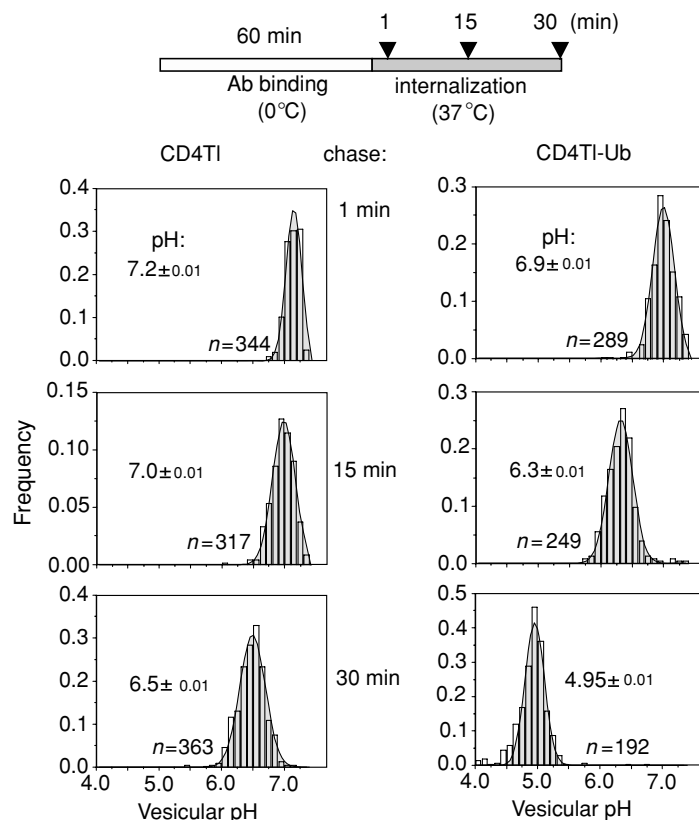 1 15 30 (min)
60 min
Ab binding internalization
(0°C) (37°C)
CD4Tl chase: CD4Tl-Ub
0.4
0.3
0.2
0.1
0.0
pH:
7.2±0.01
n=344
1 min
0.3
0.2
0.1
0.0
pH:
6.9±0.01
n=289
Frequency
0.15
0.10
0.05
0.00
7.0±0.01
n=317
15 min
0.3
0.2
0.1
0.0
6.3±0.01
n=249
0.4
0.3
0.2
0.1
0.0
6.5±0.01
n=363
30 min
0.5
0.4
0.3
0.2
0.1
0.0
4.95±0.01
n=192
4.0 5.0 6.0 7.0
4.0 5.0 6.0 7.0
Vesicular pH Vesicular pH